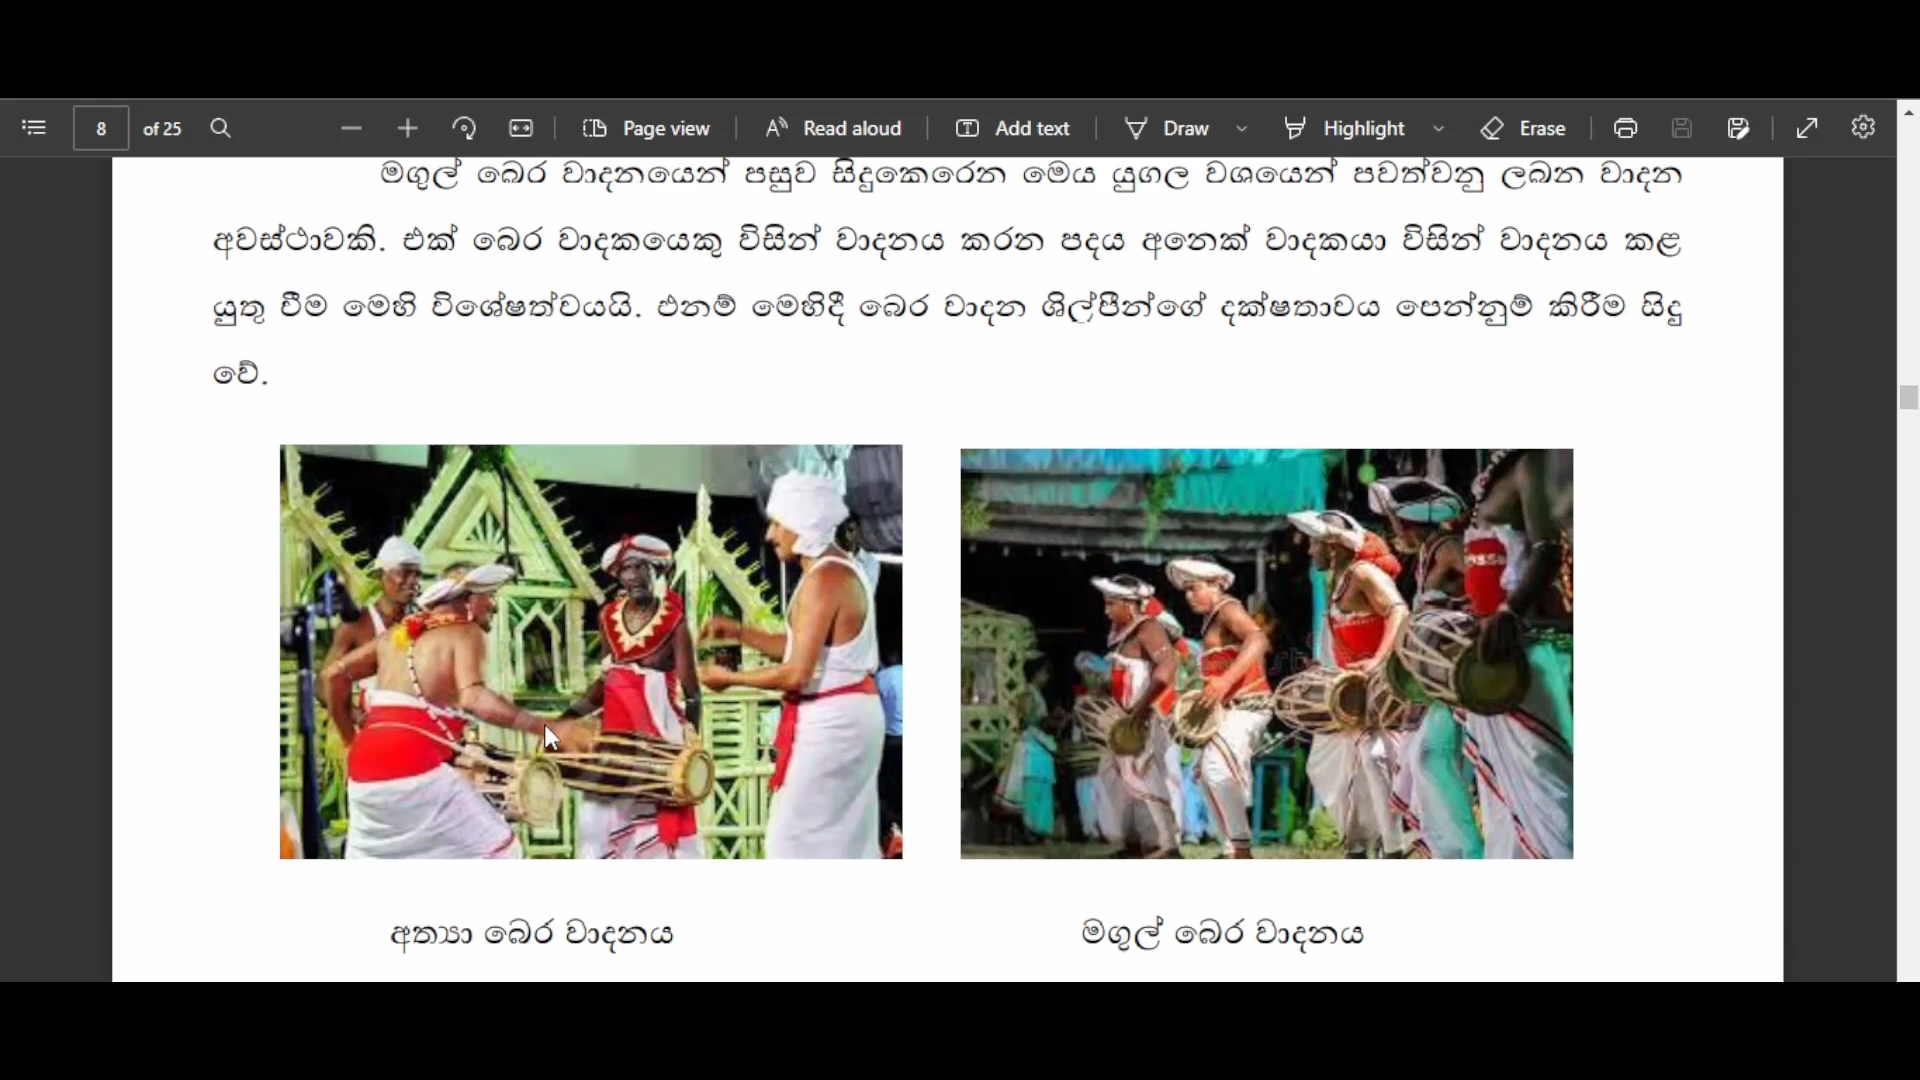 8 of 25 Page view Read aloud Add text Draw Highlight Erase
මගුල් බෙර වාදනයෙන් පසුව සිදුකෙරෙන මෙය යුගල වශයෙන් පවත්වනු ලබන වාදන
අවස්ථාවකි. එක් බෙර වාදකයෙකු විසින් වාදනය කරන පදය අනෙක් වාදකයා විසින් වාදනය කළ
යුතු වීම මෙහි විශේෂත්වයයි. එනම් මෙහිදී බෙර වාදන ශිල්පීන්ගේ දක්ෂතාවය පෙන්නුම් කිරීම සිදු
වේ.
අත්‍යා බෙර වාදනය
මගුල් බෙර වාදනය